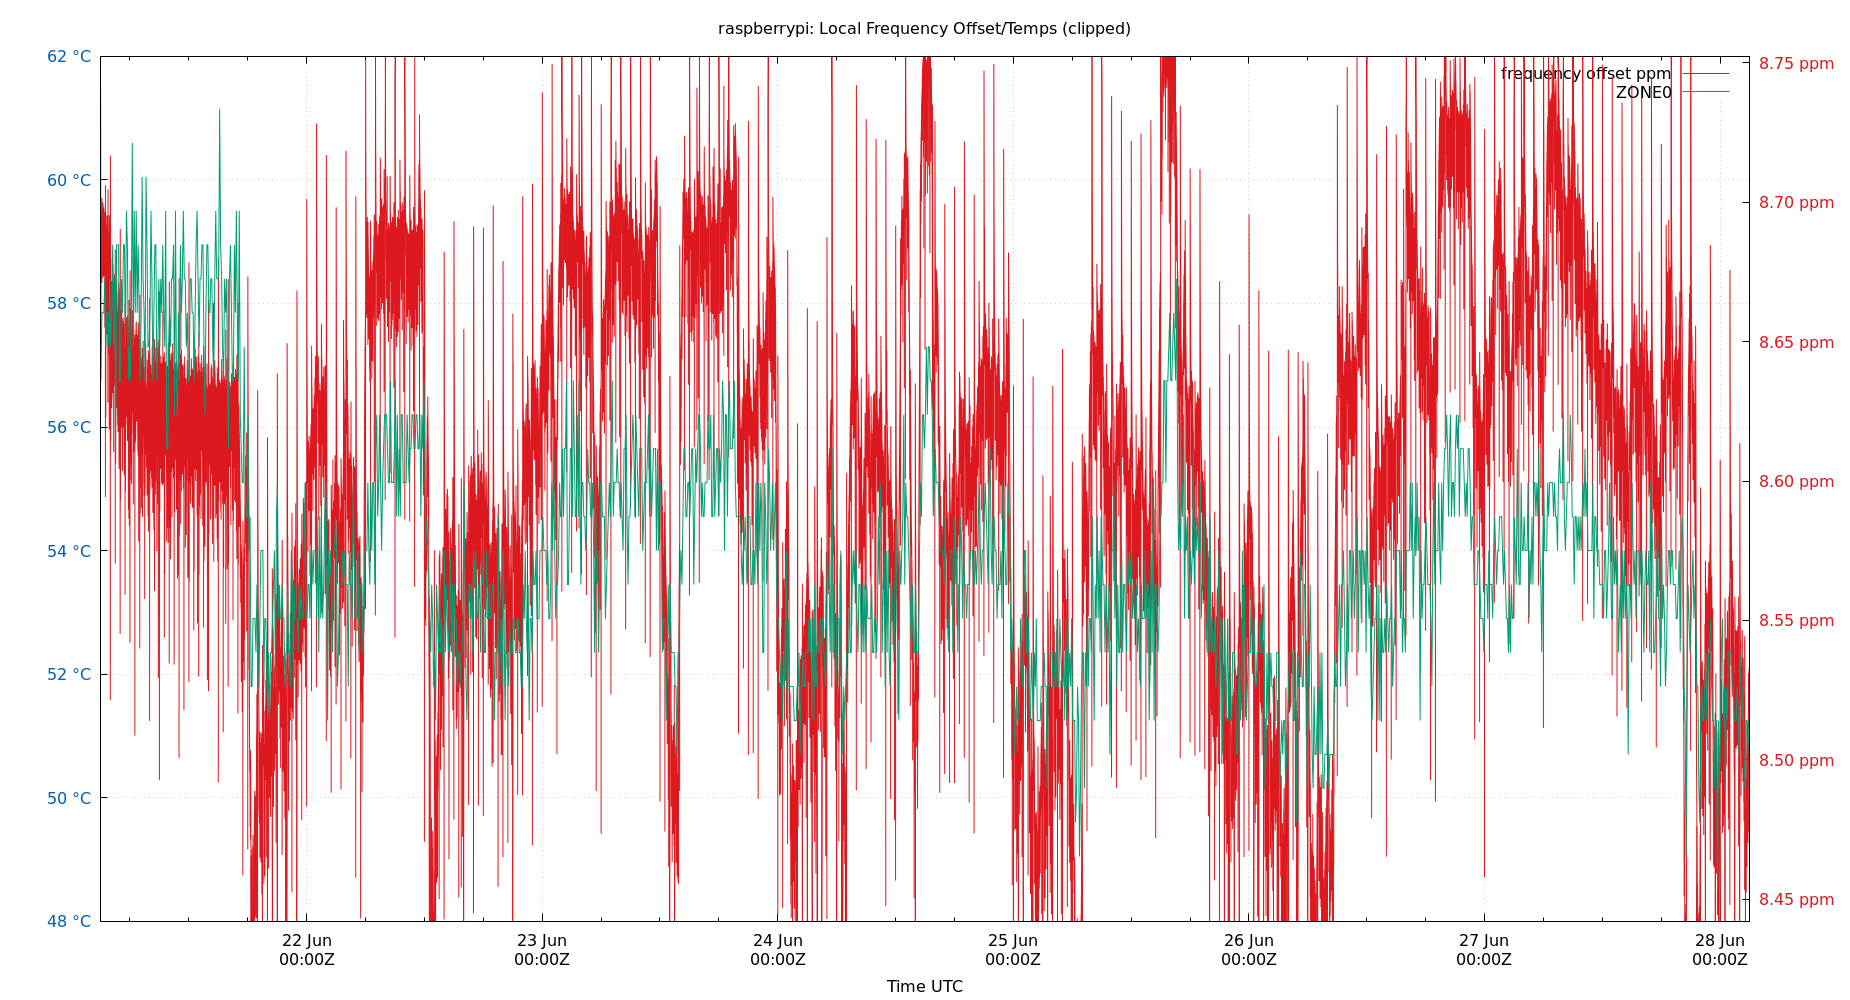 raspberrypi: Local Frequency Offset/Temps (clipped)
62 °C
60 °C
58 °C
56 °C
54 °C
52 °C
50 °C
48 °C
frequency offset ppm
ZONE0
8.75 ppm
8.70 ppm
8.65 ppm
8.60 ppm
8.55 ppm
8.50 ppm
8.45 ppm
22 Jun
00:00Z
23 Jun
00:00Z
24 Jun
00:00Z
25 Jun
00:00Z
26 Jun
00:00Z
27 Jun
00:00Z
28 Jun
00:00Z
Time UTC